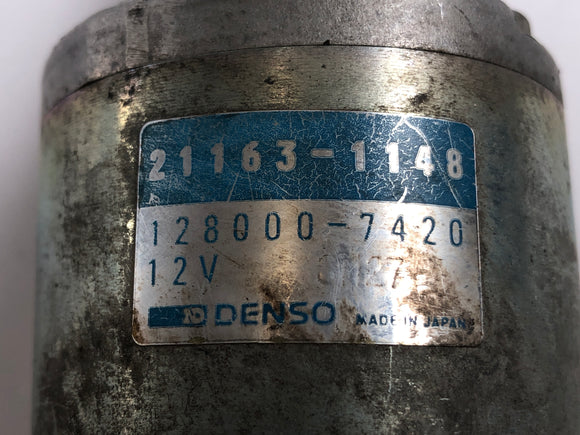 21163-1148
128000-7420
12V
DENSO MADE IN JAPAN